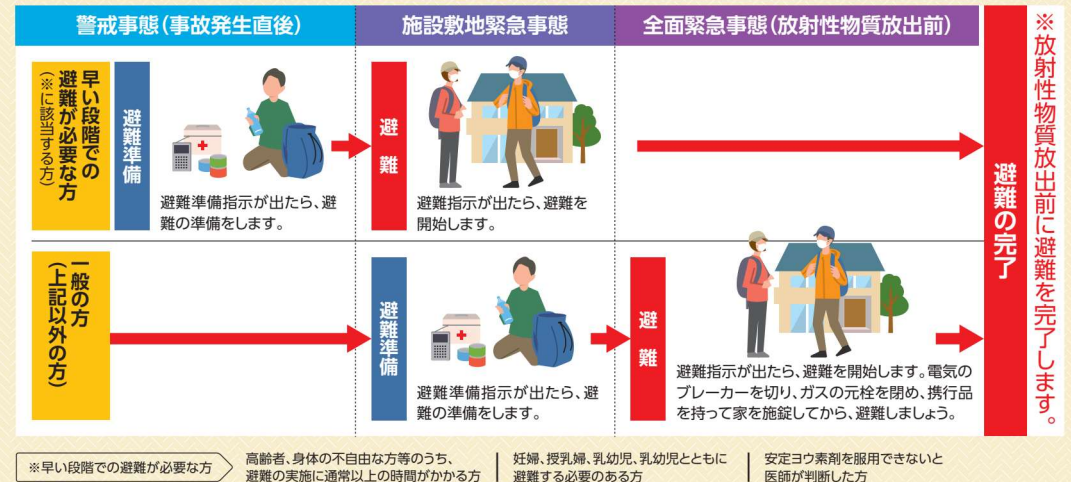 警戒事態（事故発生直後）
施設敷地緊急事態
全面緊急事態（放射性物質放出前）
早い段階での
避難が必要な方
（※に該当する方）
避難準備
避難準備指示が出たら、避
難の準備をします。
避難
避難指示が出たら、避難を
開始します。
一般の方
（上記以外の方）
避難準備
避難準備指示が出たら、避
難の準備をします。
避難
避難指示が出たら、避難を開始します。電気の
ブレーカーを切り、ガスの元栓を閉め、携行品
を持って家を施錠してから、避難しましょう。
避難の完了
※放射性物質放出前に避難を完了します。
※早い段階での避難が必要な方
高齢者、身体の不自由な方等のうち、
避難の実施に通常以上の時間がかかる方
妊婦、授乳婦、乳幼児、乳幼児とともに
避難する必要のある方
安定ヨウ素剤を服用できないと
医師が判断した方